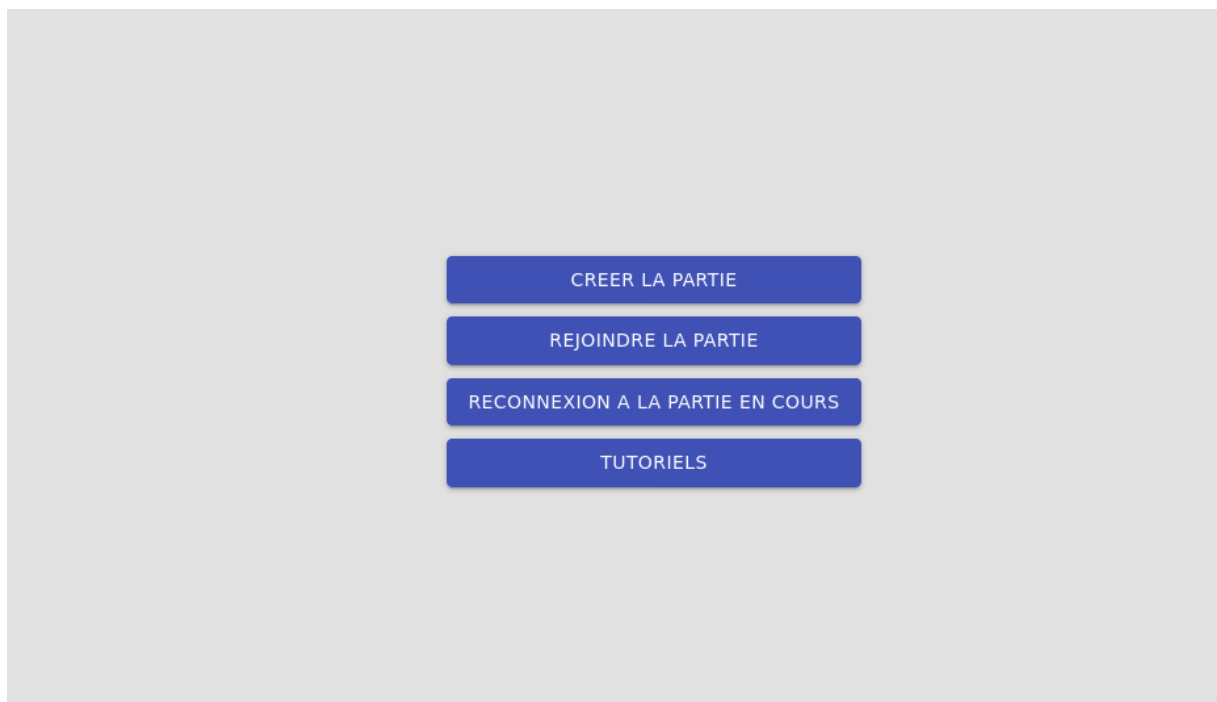 CREER LA PARTIE
REJOINDRE LA PARTIE
RECONNEXION A LA PARTIE EN COURS
TUTORIELS